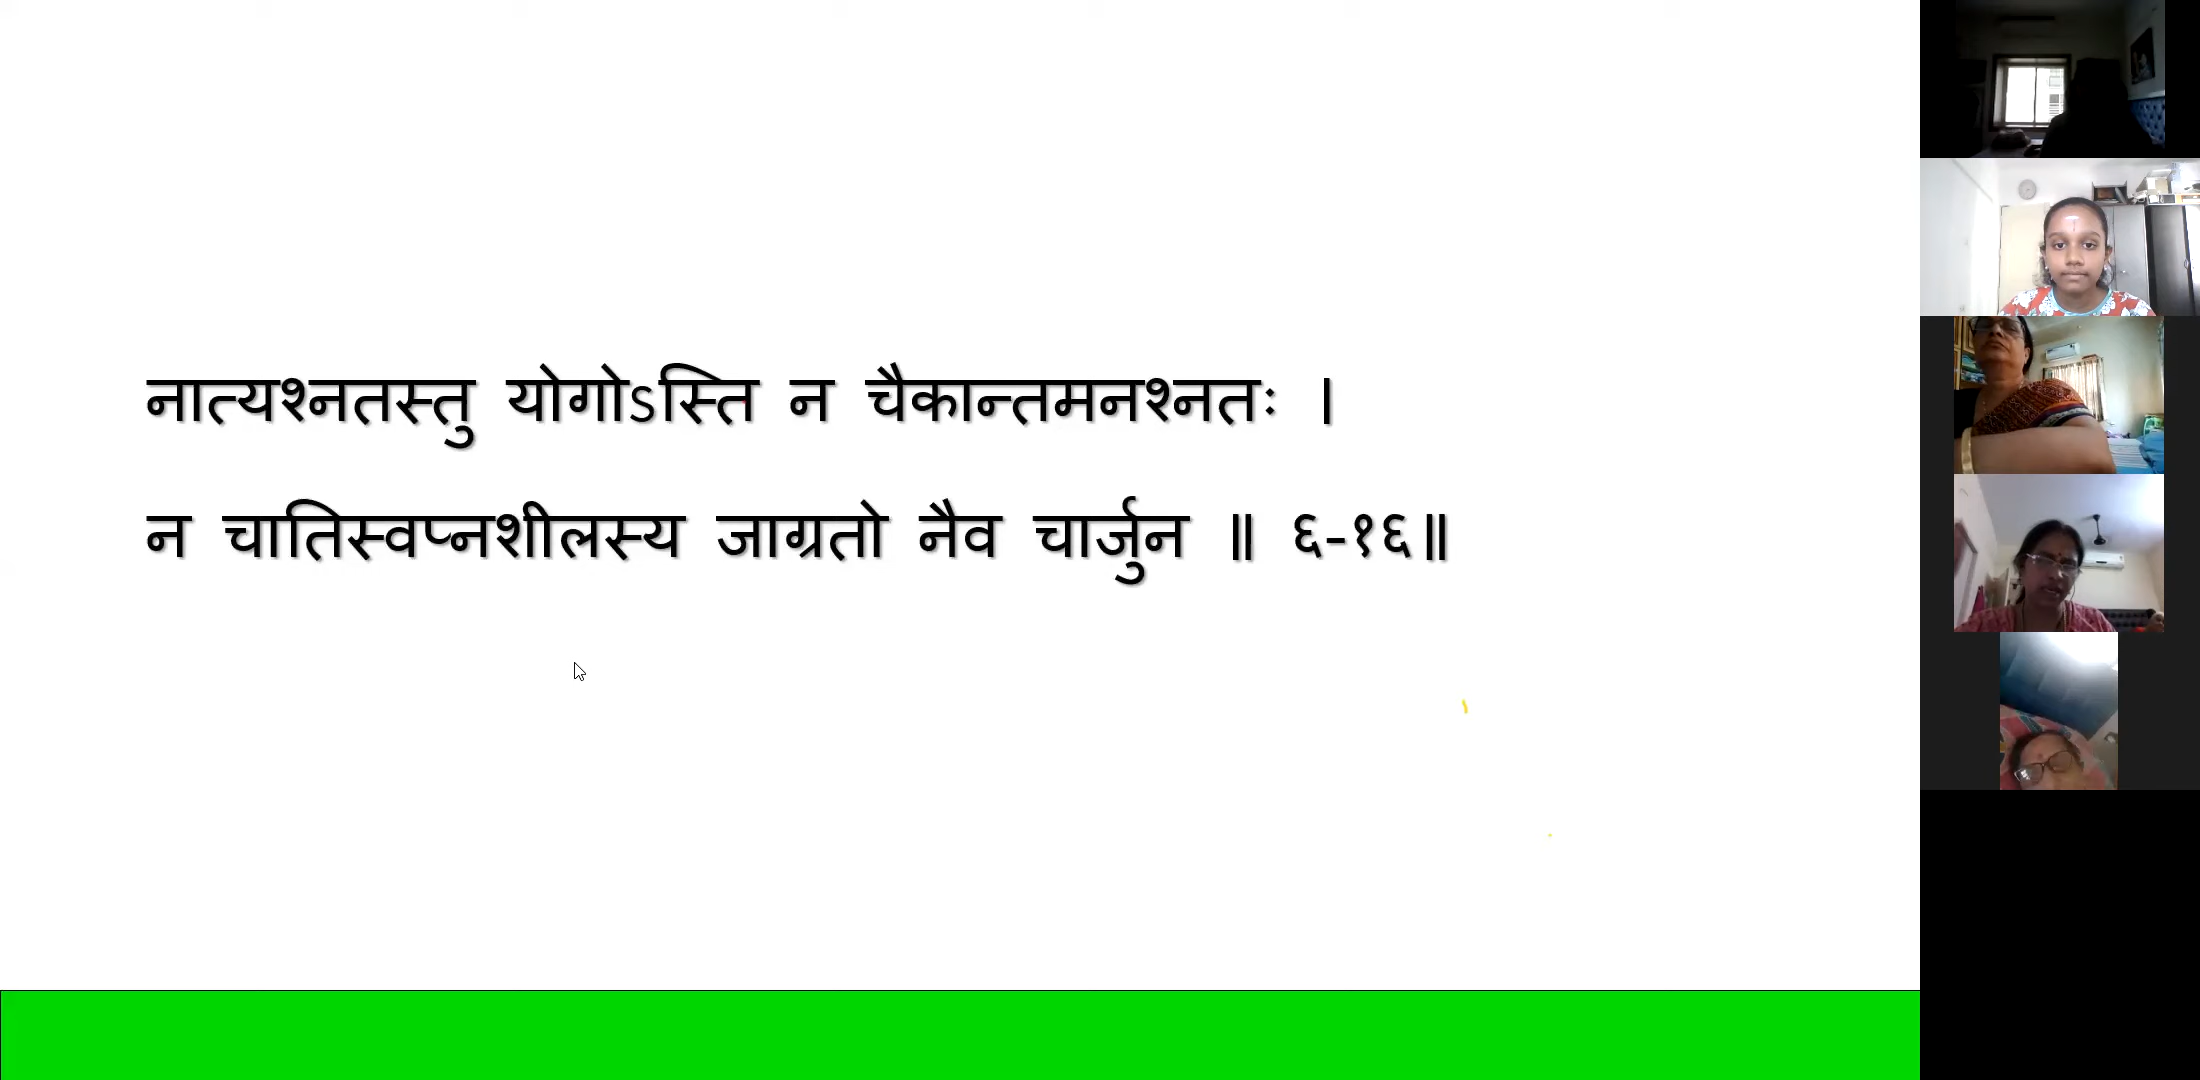 नात्यश्नतस्तु योगोऽस्ति न चैकान्तमनश्नतः ।
न चातिस्वप्नशीलस्य जाग्रतो नैव चार्जुन ॥ ६-१६॥